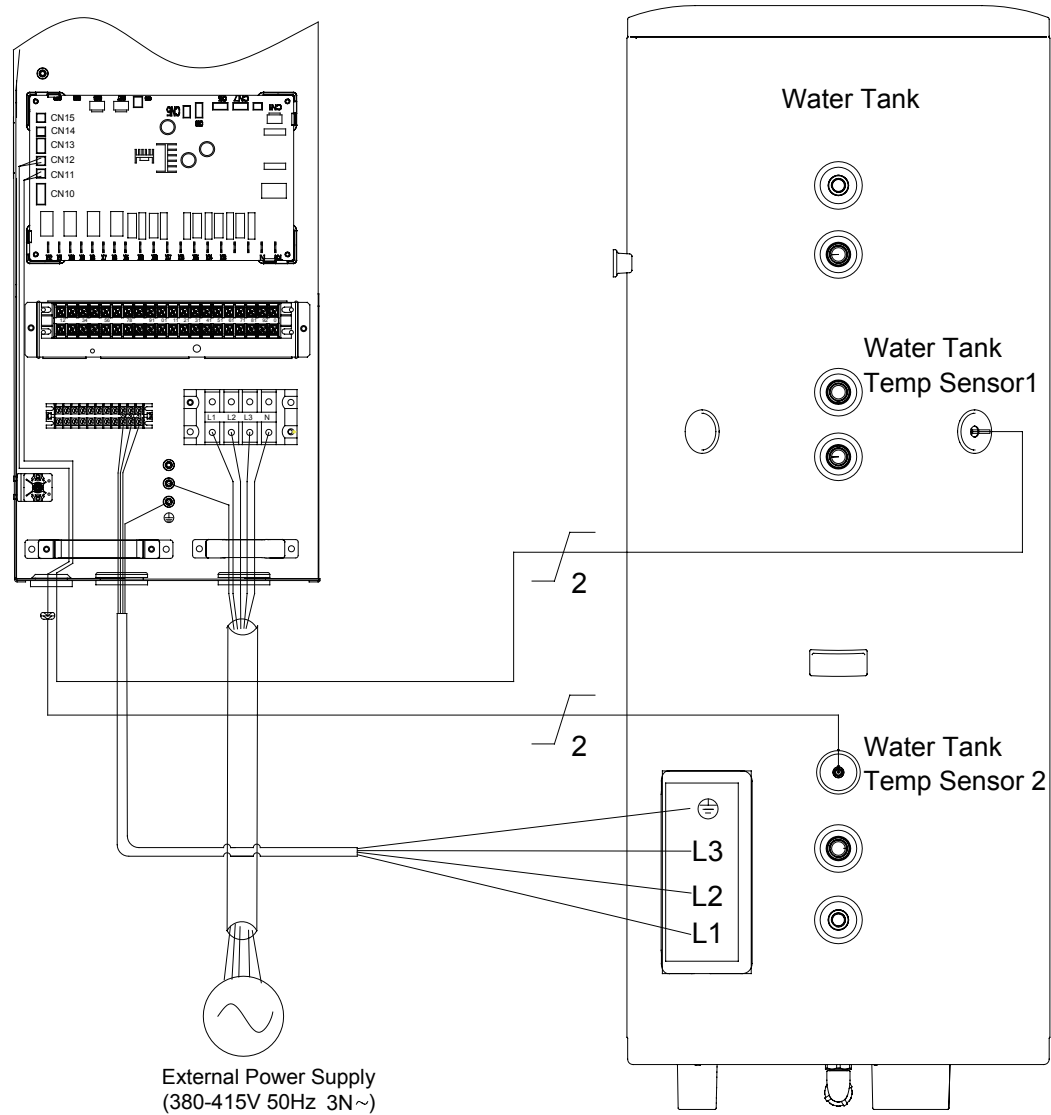 Water Tank
CN15
CN14
CN13
CN12
CN11
CN10
L1 L2 L3 N
Water Tank
Temp Sensor1
2
2
Water Tank
Temp Sensor 2
L3
L2
L1
External Power Supply
(380-415V 50Hz 3N~)